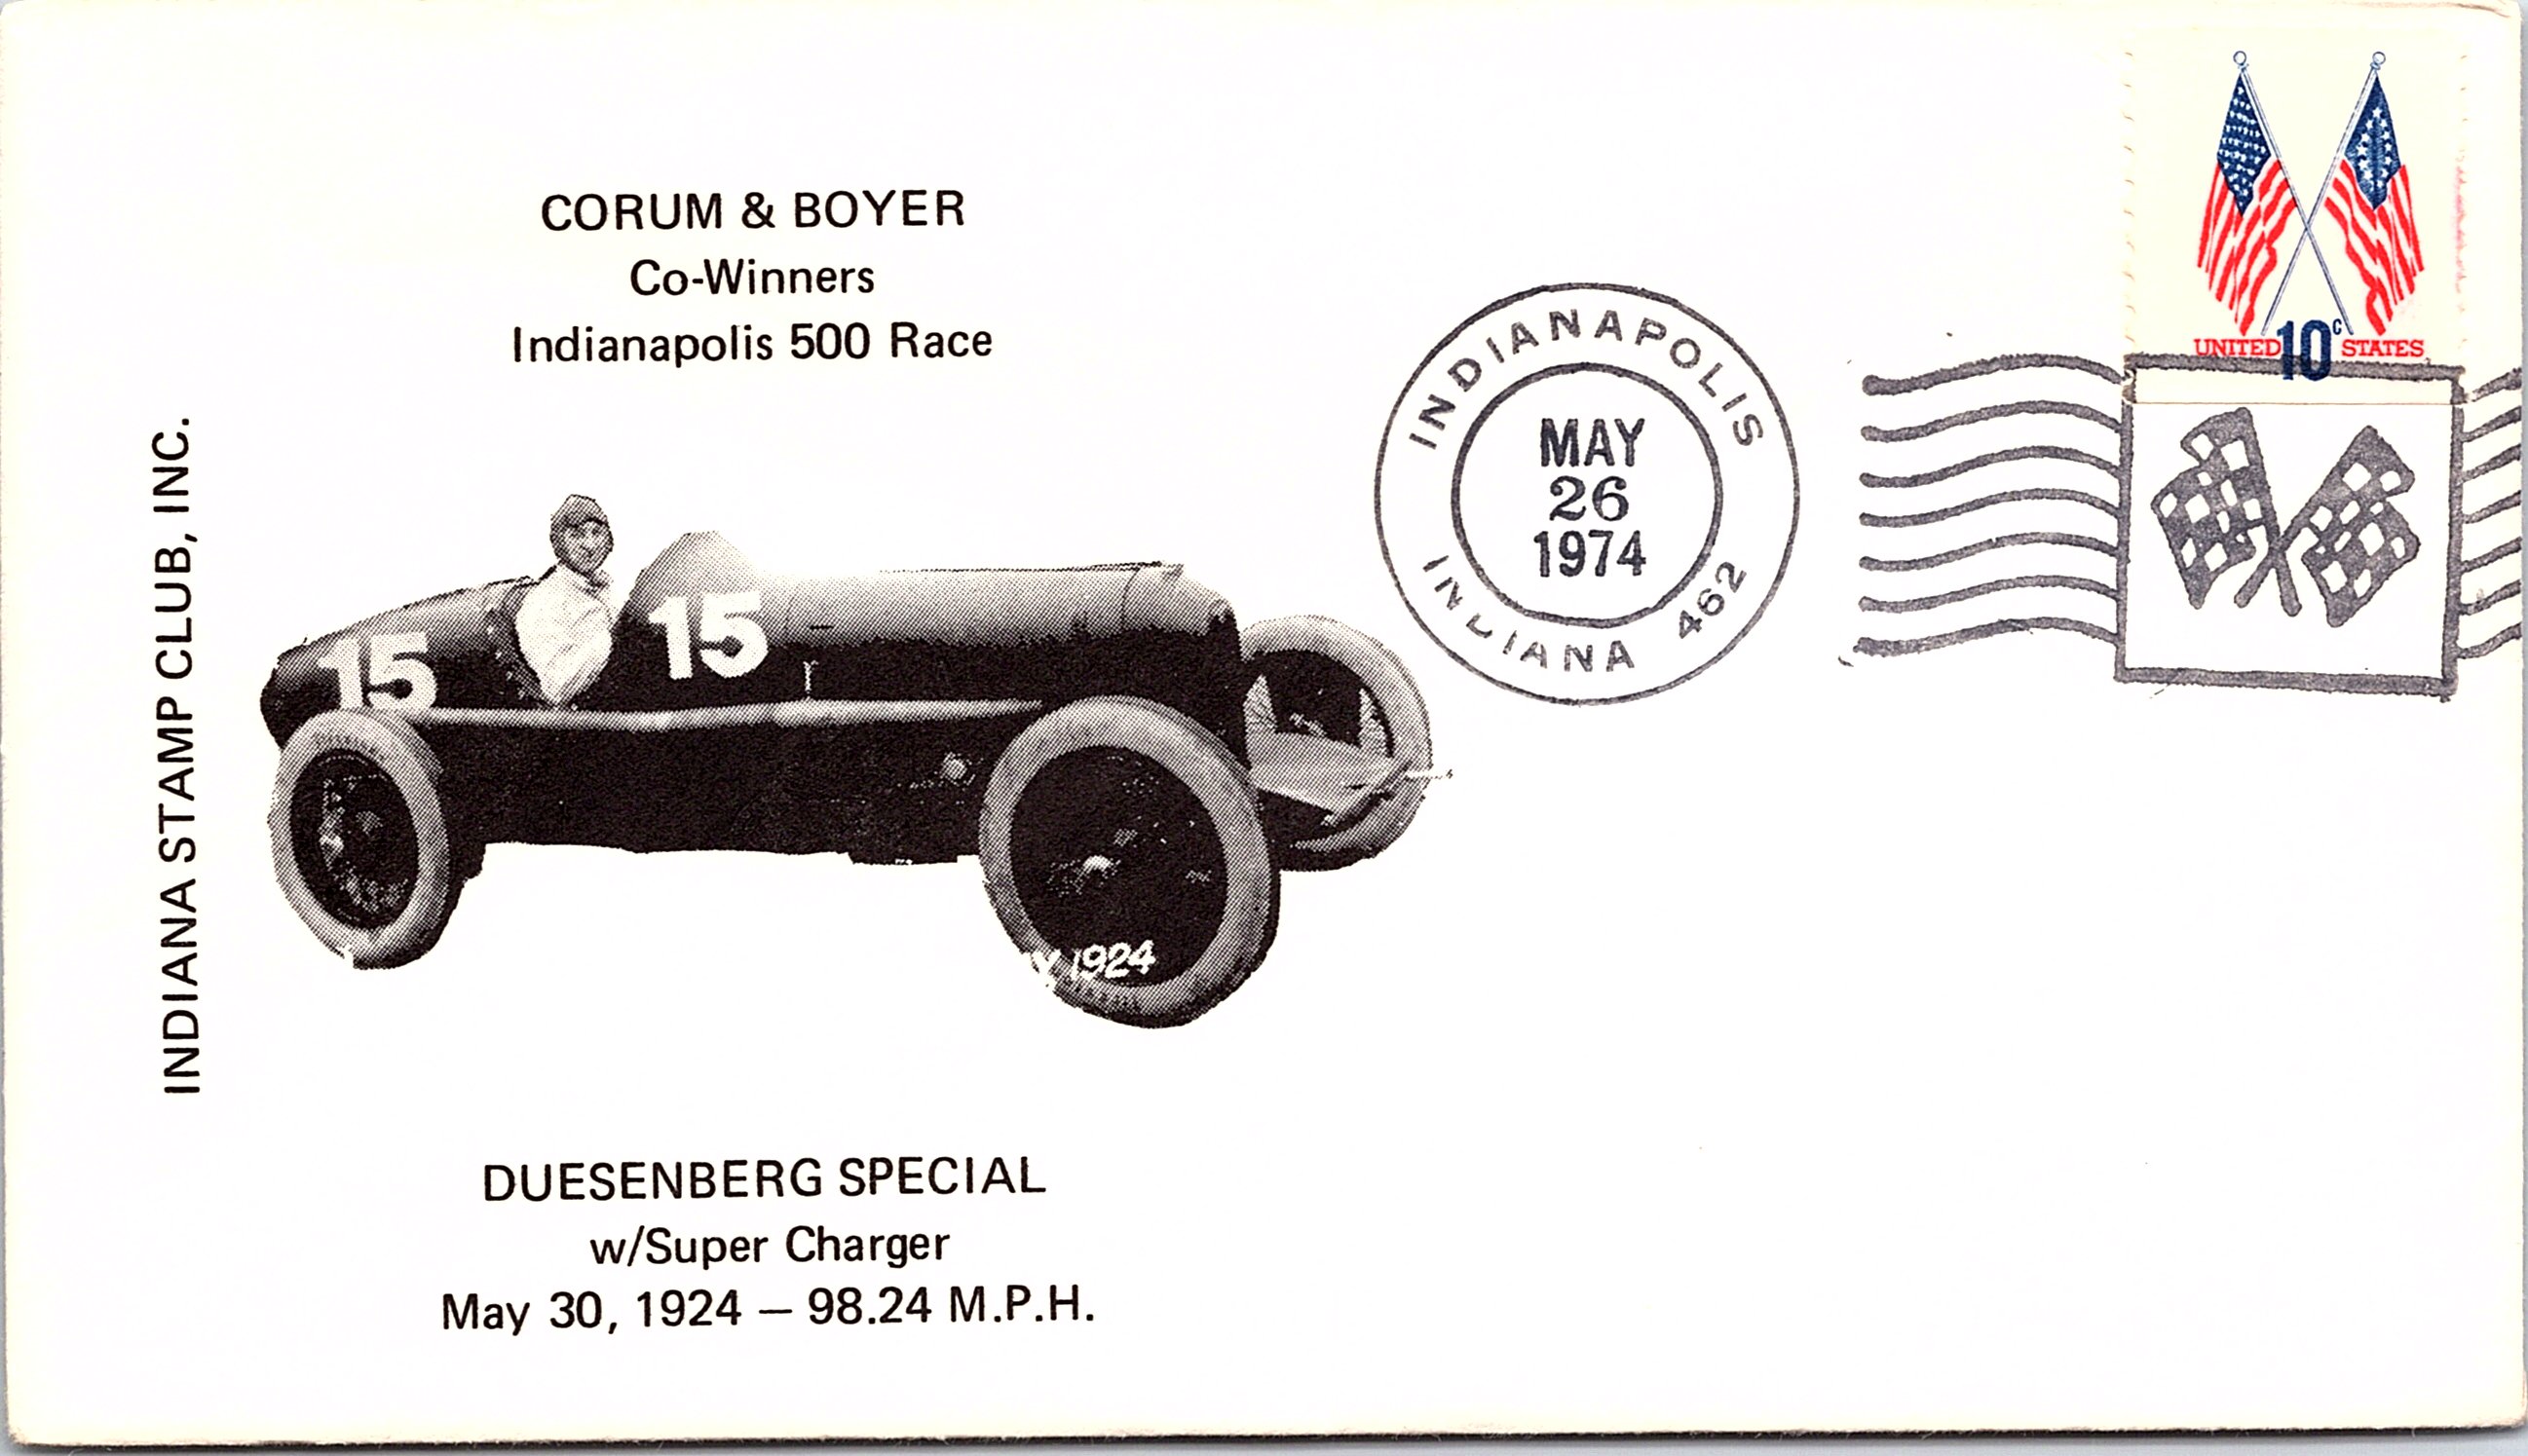 CORUM & BOYER
Co-Winners
Indianapolis 500 Race
INDIANA STAMP CLUB, INC.
15
15
1924
DUESENBERG SPECIAL
w/Super Charger
May 30, 1924 — 98.24 M.P.H.
INDIANAPOLIS
MAY
26
1974
INDIANA 462
UNITED 10c STATES